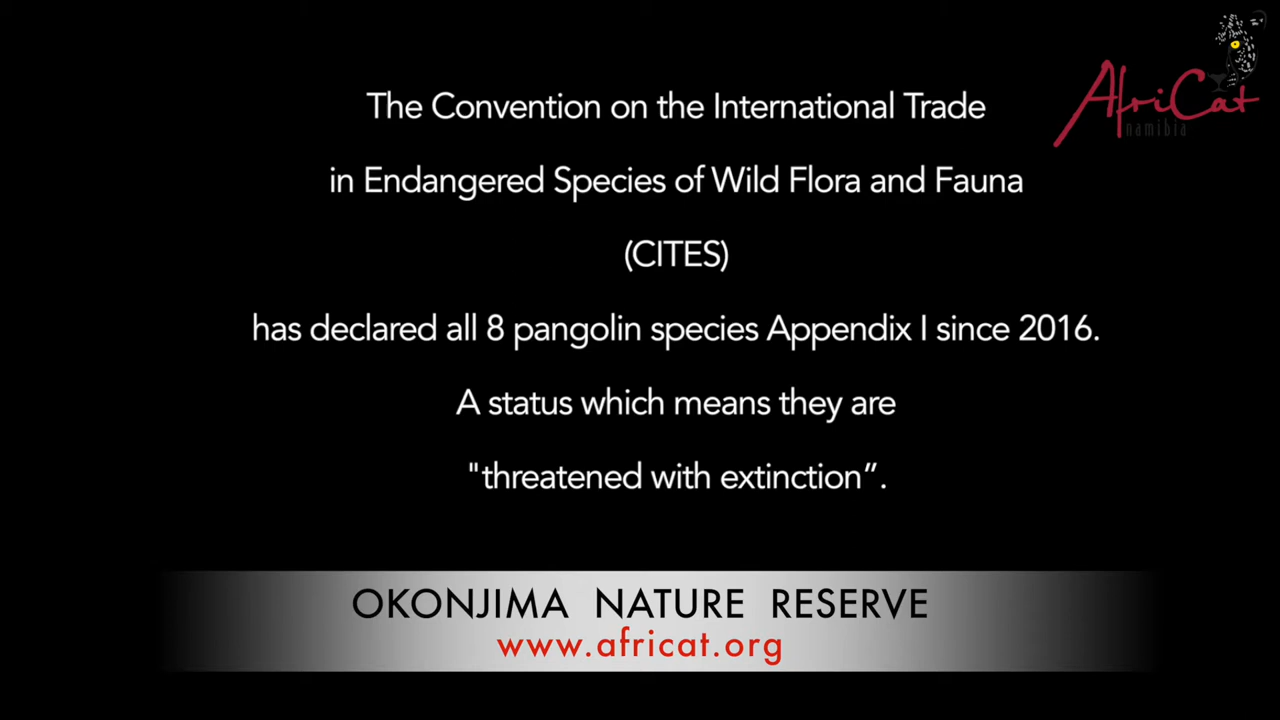 The Convention on the International Trade
in Endangered Species of Wild Flora and Fauna
(CITES)
has declared all 8 pangolin species Appendix I since 2016.
A status which means they are
"threatened with extinction”.
AfriCat
namibia
OKONJIMA NATURE RESERVE
www.africat.org